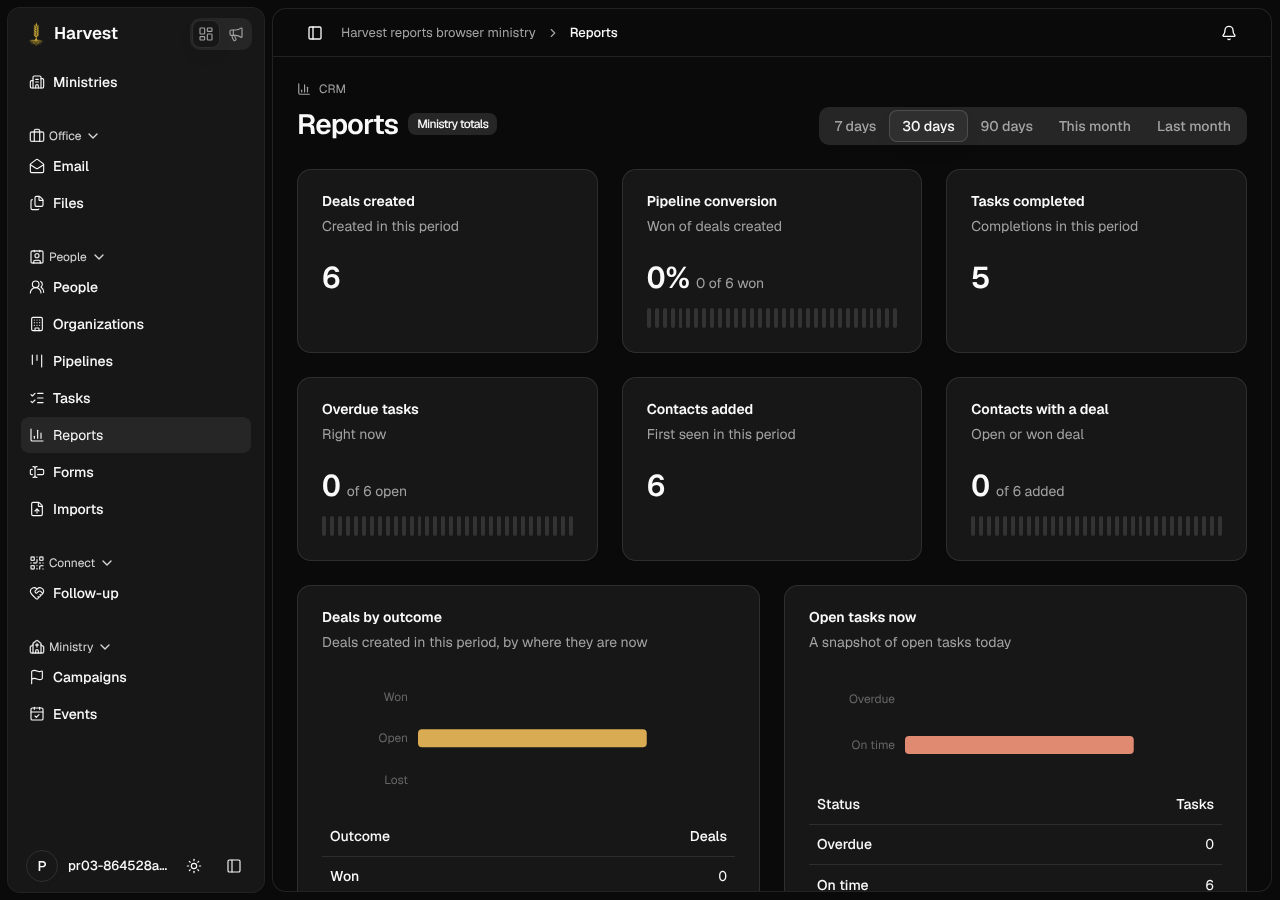 Harvest
Ministries
Office
Email
Files
People
People
Organizations
Pipelines
Tasks
Reports
Forms
Imports
Connect
Follow-up
Ministry
Campaigns
Events
P pr03-864528a...
Harvest reports browser ministry > Reports
CRM
Reports Ministry totals
7 days 30 days 90 days This month Last month
Deals created
Created in this period
6
Pipeline conversion
Won of deals created
0% 0 of 6 won
Tasks completed
Completions in this period
5
Overdue tasks
Right now
0 of 6 open
Contacts added
First seen in this period
6
Contacts with a deal
Open or won deal
0 of 6 added
Deals by outcome
Deals created in this period, by where they are now
Won
Open
Lost
Outcome Deals
Won 0
Open tasks now
A snapshot of open tasks today
Overdue
On time
Status Tasks
Overdue 0
On time 6